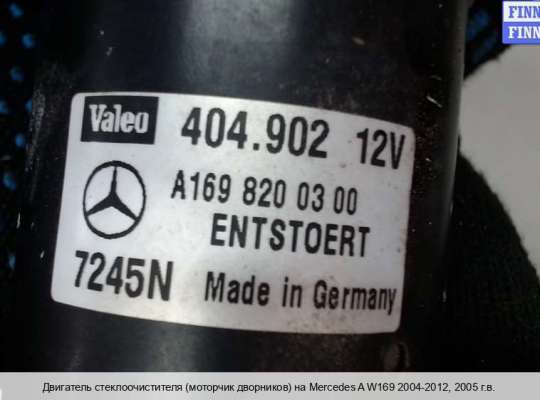 FINN
FINN
Valeo 404.902 12V
A169 820 03 00
ENTSTOERT
7245N Made in Germany
Двигатель стеклоочистителя (моторчик дворников) на Mercedes A W169 2004-2012, 2005 г.в.